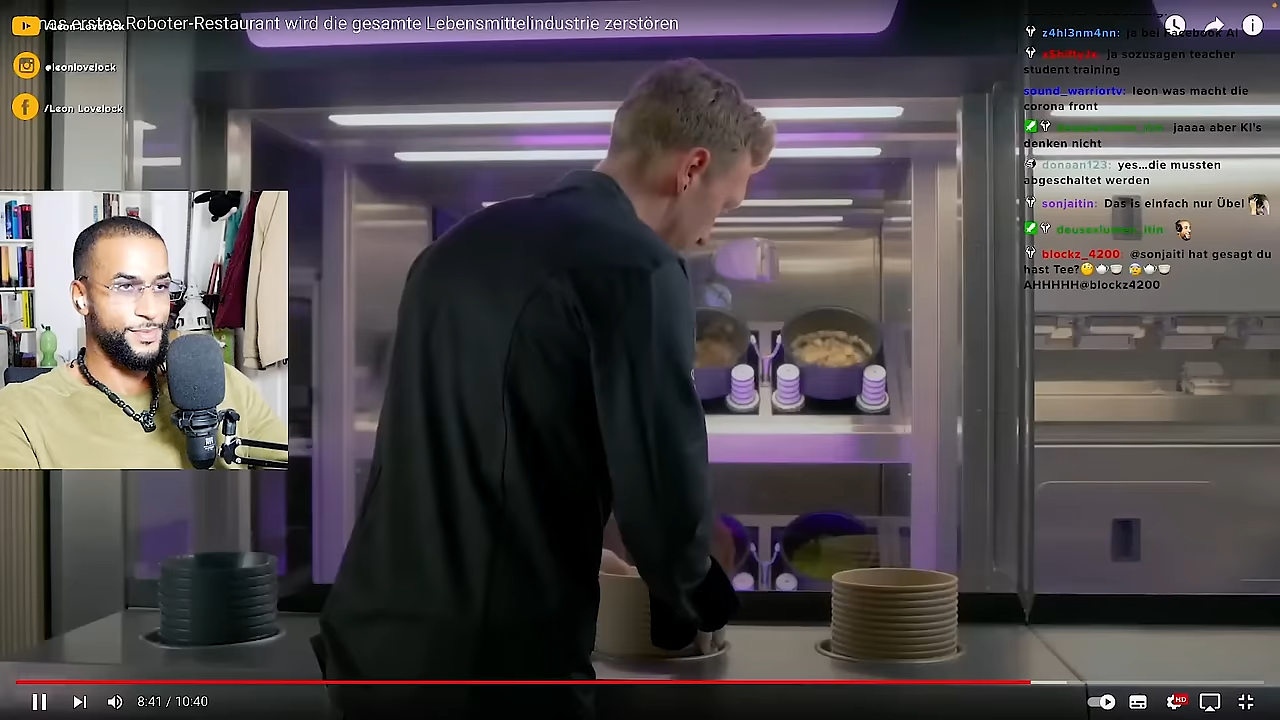 erstes Roboter-Restaurant wird die gesamte Lebensmittelindustrie zerstören
/Leon Lovelock
@leonlovelock
/Leon Lovelock
z4hl3nm4nn: ja bei Facebook AI
ja sozusagen teacher
student training
sound_warriortv: leon was macht die
corona front
jaaaa aber KI's
denken nicht
donaan123: yes...die mussten
abgeschaltet werden
sonjaitin: Das is einfach nur Übel
blockz_4200: @sonjaiti hat gesagt du
hast Tee?🤔🫖☕ 😰🫖☕
AHHHHH@blockz4200
8:41 / 10:40
HD